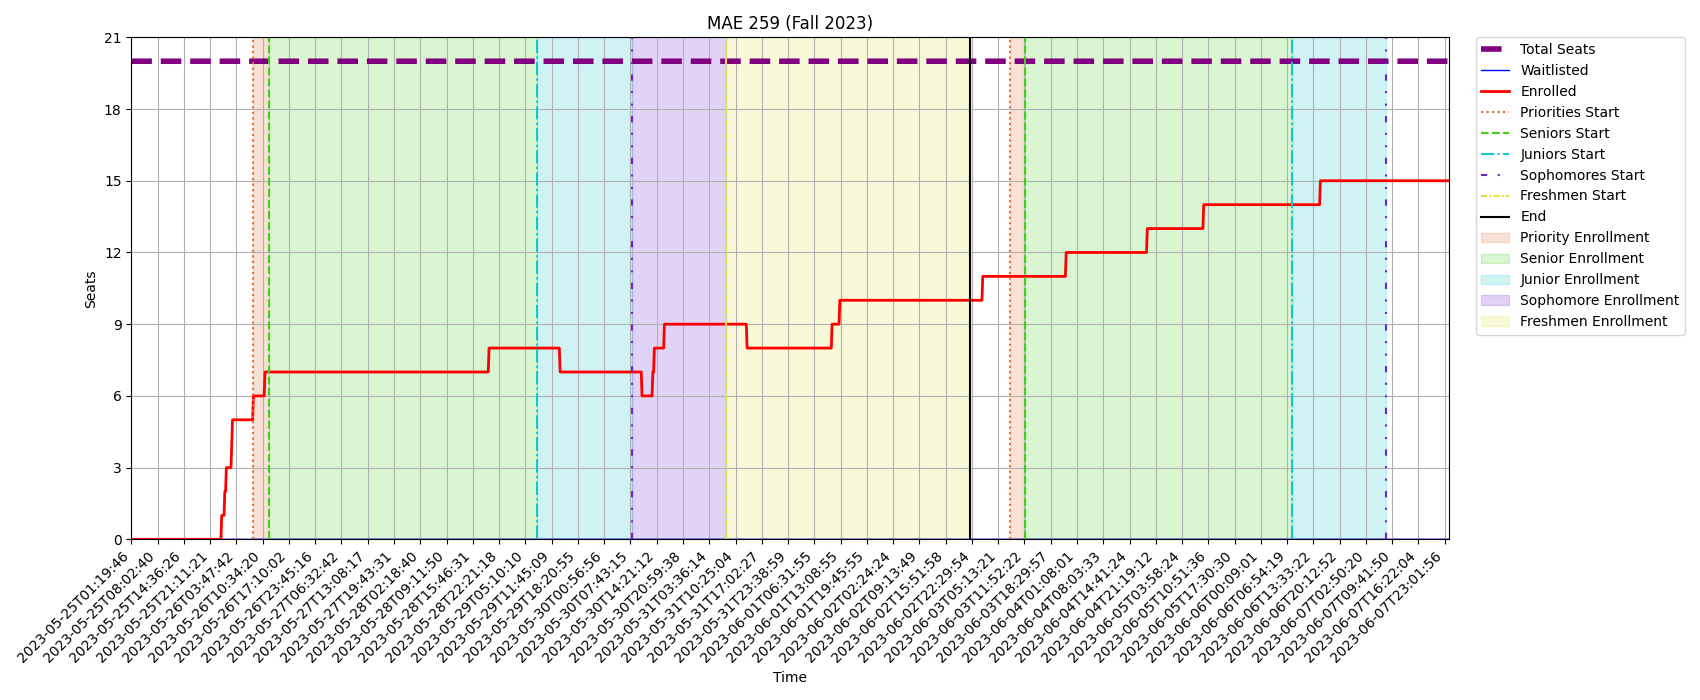 MAE 259 (Fall 2023)
21
18
15
12
9
6
3
0
Seats
2023-05-25T01:19:46
2023-05-25T08:02:40
2023-05-25T14:36:26
2023-05-25T21:11:21
2023-05-26T03:47:42
2023-05-26T10:34:20
2023-05-26T17:10:02
2023-05-26T23:45:16
2023-05-27T06:32:42
2023-05-27T13:08:17
2023-05-27T19:43:31
2023-05-28T02:18:40
2023-05-28T09:11:50
2023-05-28T15:46:31
2023-05-28T22:21:18
2023-05-29T05:10:10
2023-05-29T11:45:09
2023-05-29T18:20:55
2023-05-30T00:56:56
2023-05-30T07:43:15
2023-05-30T14:21:12
2023-05-30T20:59:38
2023-05-31T03:36:14
2023-05-31T10:25:04
2023-05-31T17:02:27
2023-05-31T23:38:59
2023-06-01T06:31:55
2023-06-01T13:08:55
2023-06-01T19:45:55
2023-06-02T02:24:24
2023-06-02T09:13:49
2023-06-02T15:51:58
2023-06-02T22:29:54
2023-06-03T05:13:21
2023-06-03T11:52:22
2023-06-03T18:29:57
2023-06-04T01:08:01
2023-06-04T08:03:33
2023-06-04T14:41:24
2023-06-04T21:19:12
2023-06-05T03:58:24
2023-06-05T10:51:36
2023-06-05T17:30:30
2023-06-06T00:09:01
2023-06-06T06:54:19
2023-06-06T13:33:22
2023-06-06T20:12:52
2023-06-07T02:50:20
2023-06-07T09:41:50
2023-06-07T16:22:04
2023-06-07T23:01:56
Time
Total Seats
Waitlisted
Enrolled
Priorities Start
Seniors Start
Juniors Start
Sophomores Start
Freshmen Start
End
Priority Enrollment
Senior Enrollment
Junior Enrollment
Sophomore Enrollment
Freshmen Enrollment